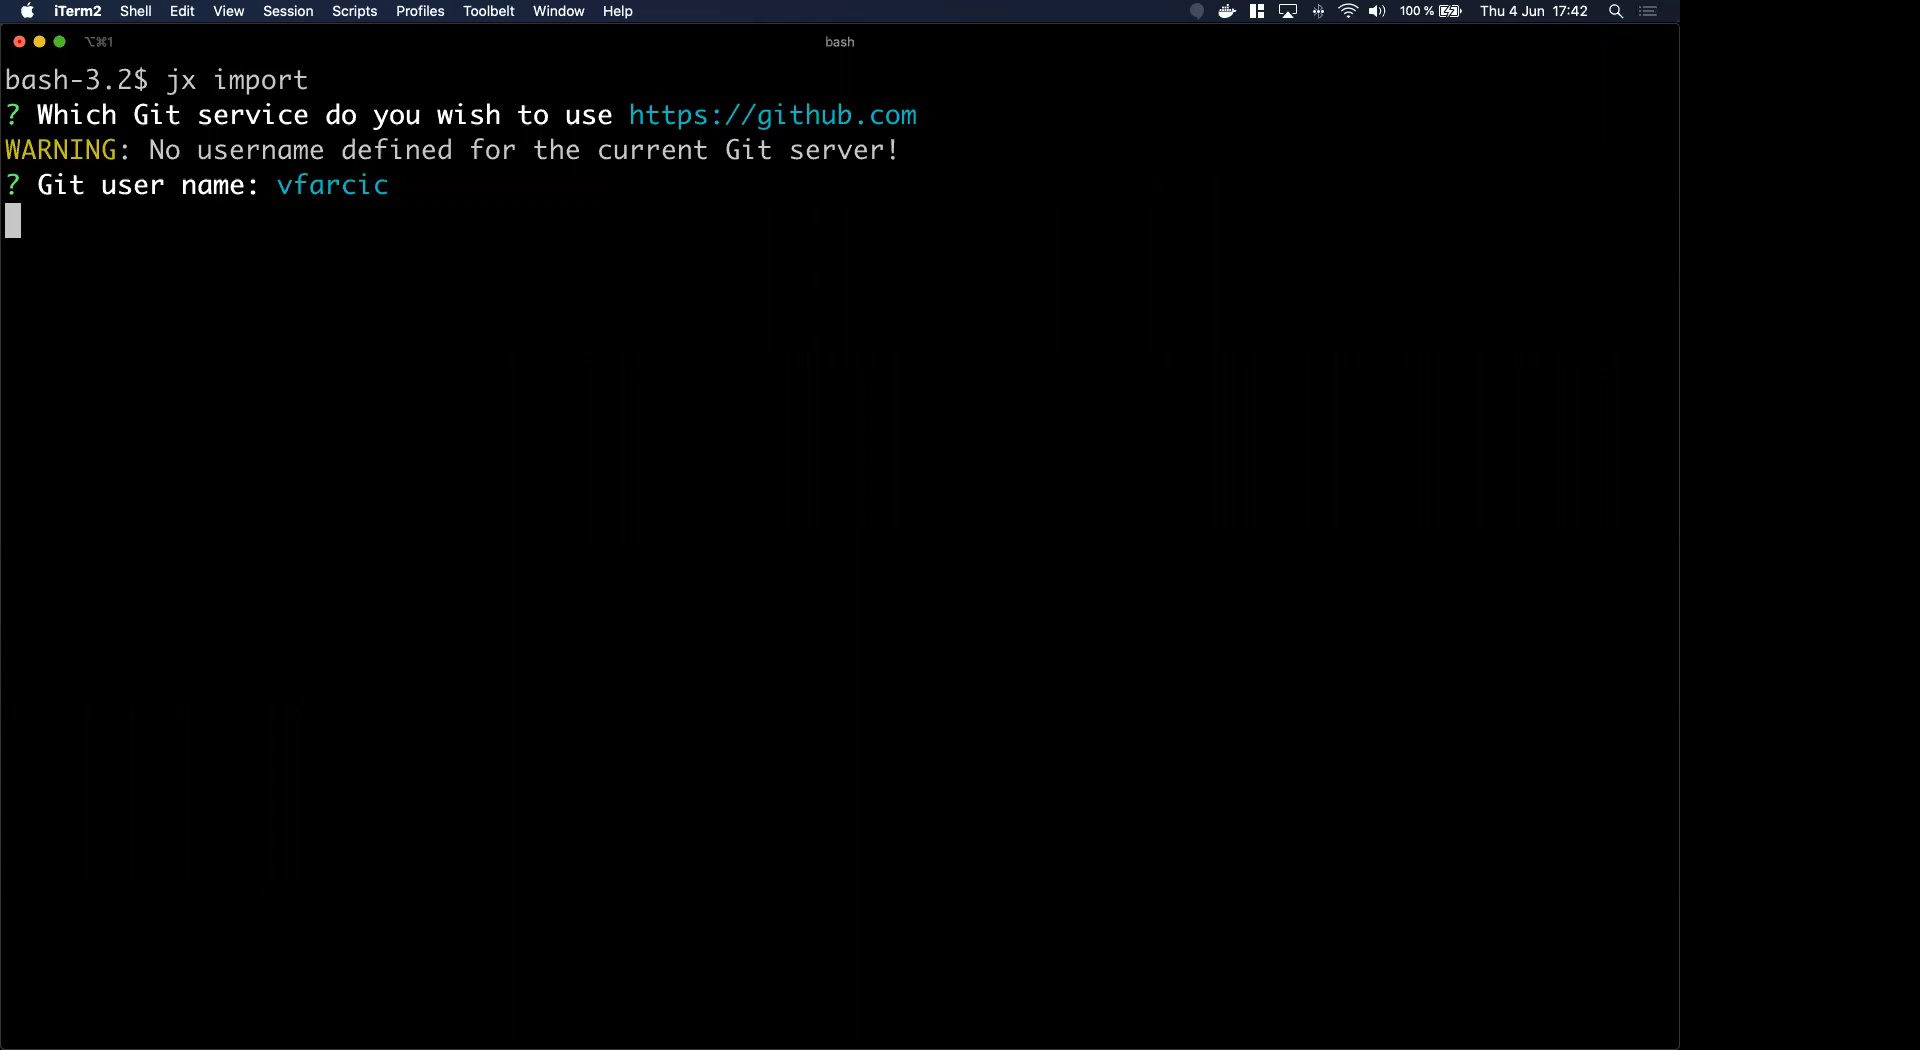 iTerm2 Shell Edit View Session Scripts Profiles Toolbelt Window Help 100 % Thu 4 Jun 17:42
⌥⌘1 bash
bash-3.2$ jx import
? Which Git service do you wish to use https://github.com
WARNING: No username defined for the current Git server!
? Git user name: vfarcic